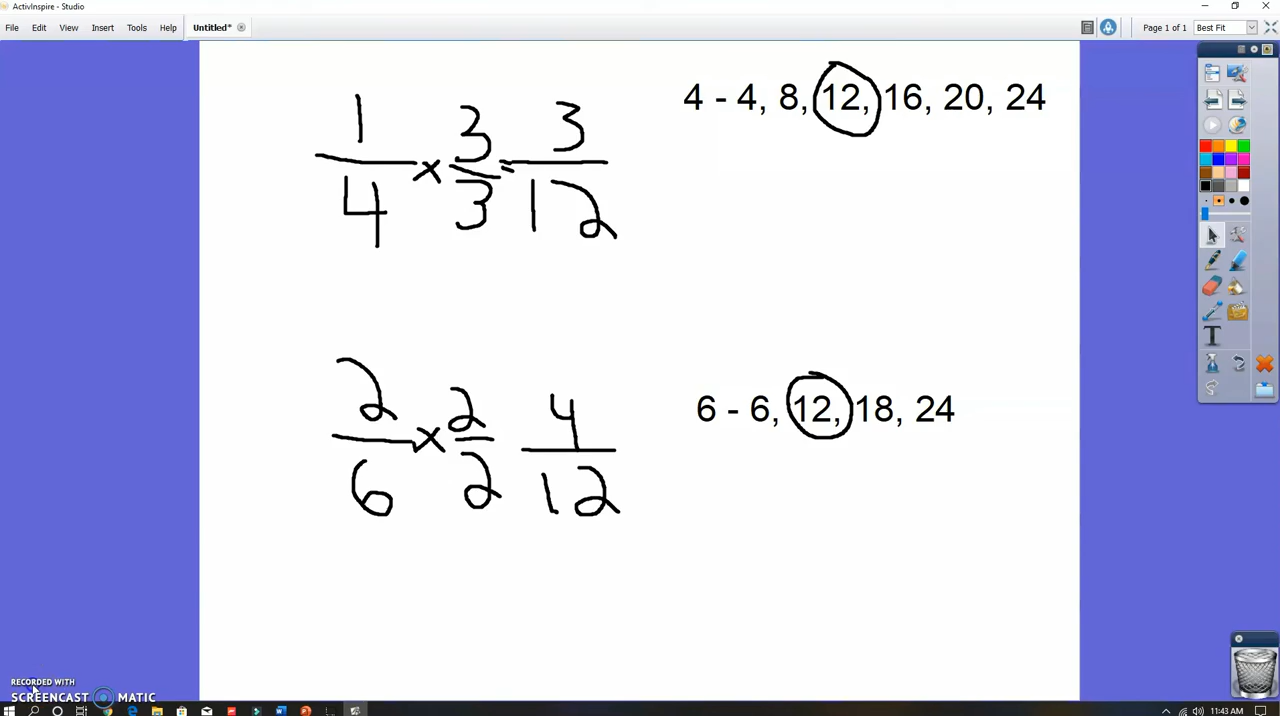 ActivInspire - Studio
File Edit View Insert Tools Help Untitled* Page 1 of 1 Best Fit
1/4 × 3/3 = 3/12
4 - 4, 8, 12, 16, 20, 24
2/6 × 2/2 4/12
6 - 6, 12, 18, 24
RECORDED WITH
SCREENCAST MATIC
11:43 AM